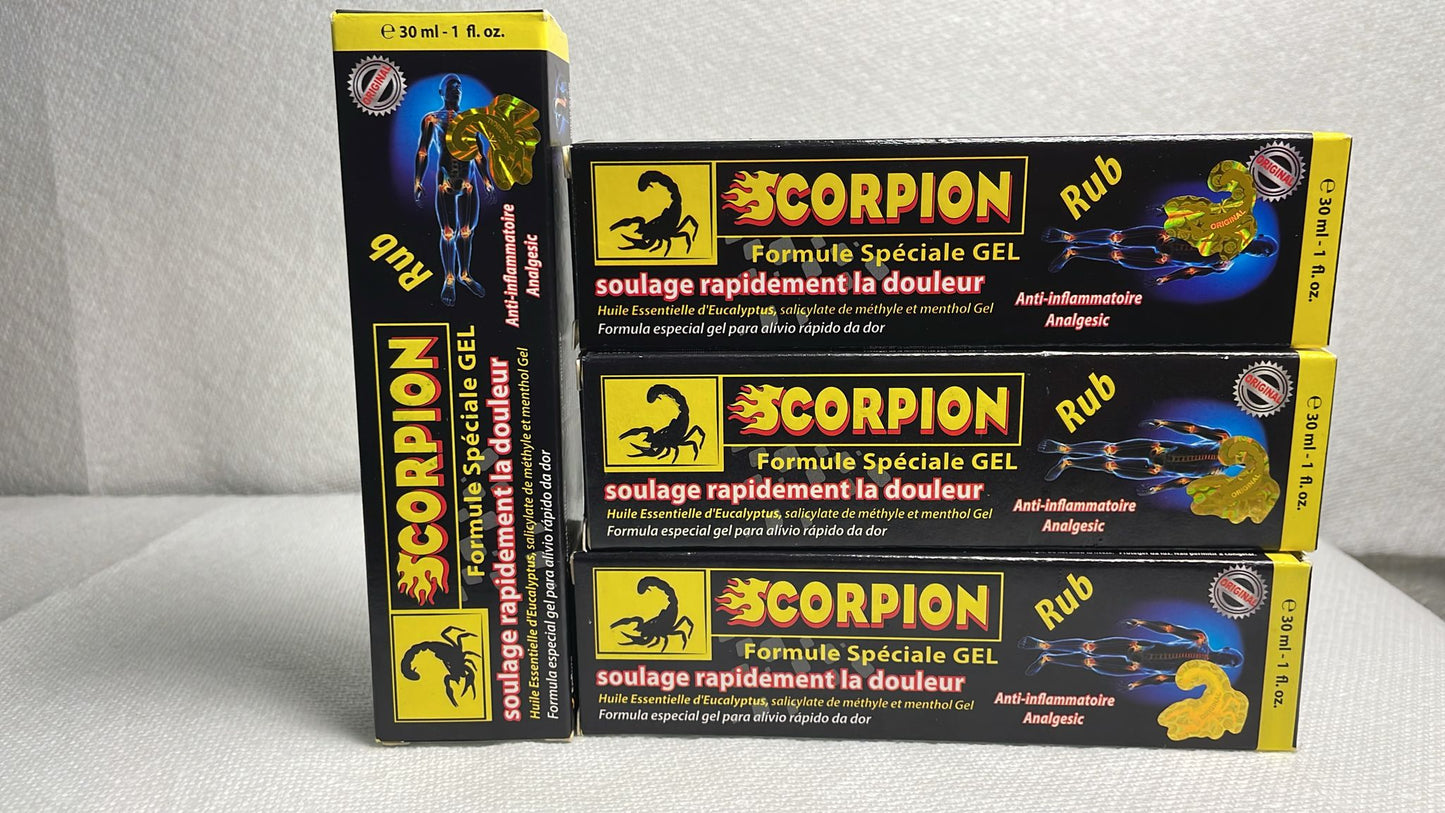 ℮ 30 ml - 1 fl. oz.
ORIGINAL
Rub
Anti-inflammatoire
Analgesic
SCORPION
Formule Spéciale GEL
soulage rapidement la douleur
Huile Essentielle d'Eucalyptus, salicylate de méthyle et menthol Gel
Formula especial gel para alívio rápido da dor
SCORPION
Formule Spéciale GEL
soulage rapidement la douleur
Huile Essentielle d'Eucalyptus, salicylate de méthyle et menthol Gel
Formula especial gel para alívio rápido da dor
Rub
Anti-inflammatoire
Analgesic
ORIGINAL
ORIGINAL
℮ 30 ml - 1 fl. oz.
SCORPION
Formule Spéciale GEL
soulage rapidement la douleur
Huile Essentielle d'Eucalyptus, salicylate de méthyle et menthol Gel
Formula especial gel para alívio rápido da dor
Rub
Anti-inflammatoire
Analgesic
ORIGINAL
ORIGINAL
℮ 30 ml - 1 fl. oz.
SCORPION
Formule Spéciale GEL
soulage rapidement la douleur
Huile Essentielle d'Eucalyptus, salicylate de méthyle et menthol Gel
Formula especial gel para alívio rápido da dor
Rub
Anti-inflammatoire
Analgesic
ORIGINAL
ORIGINAL
℮ 30 ml - 1 fl. oz.